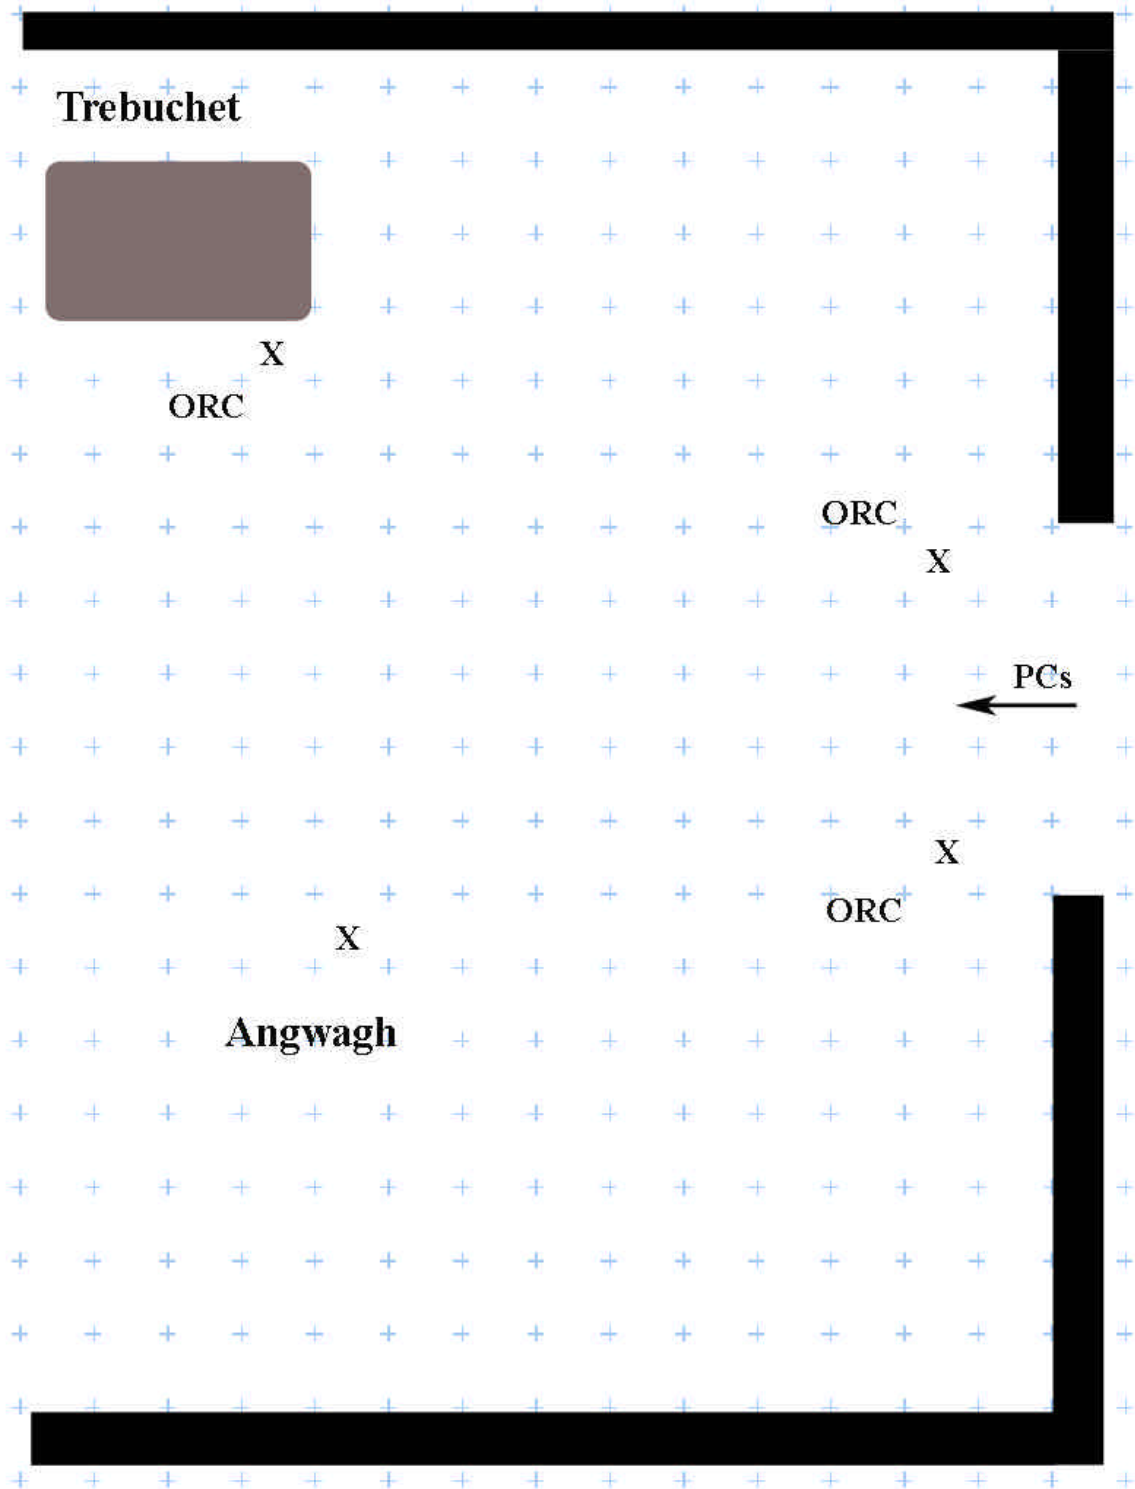 Trebuchet
X
ORC
ORC
X
PCs
X
ORC
X
Angwagh